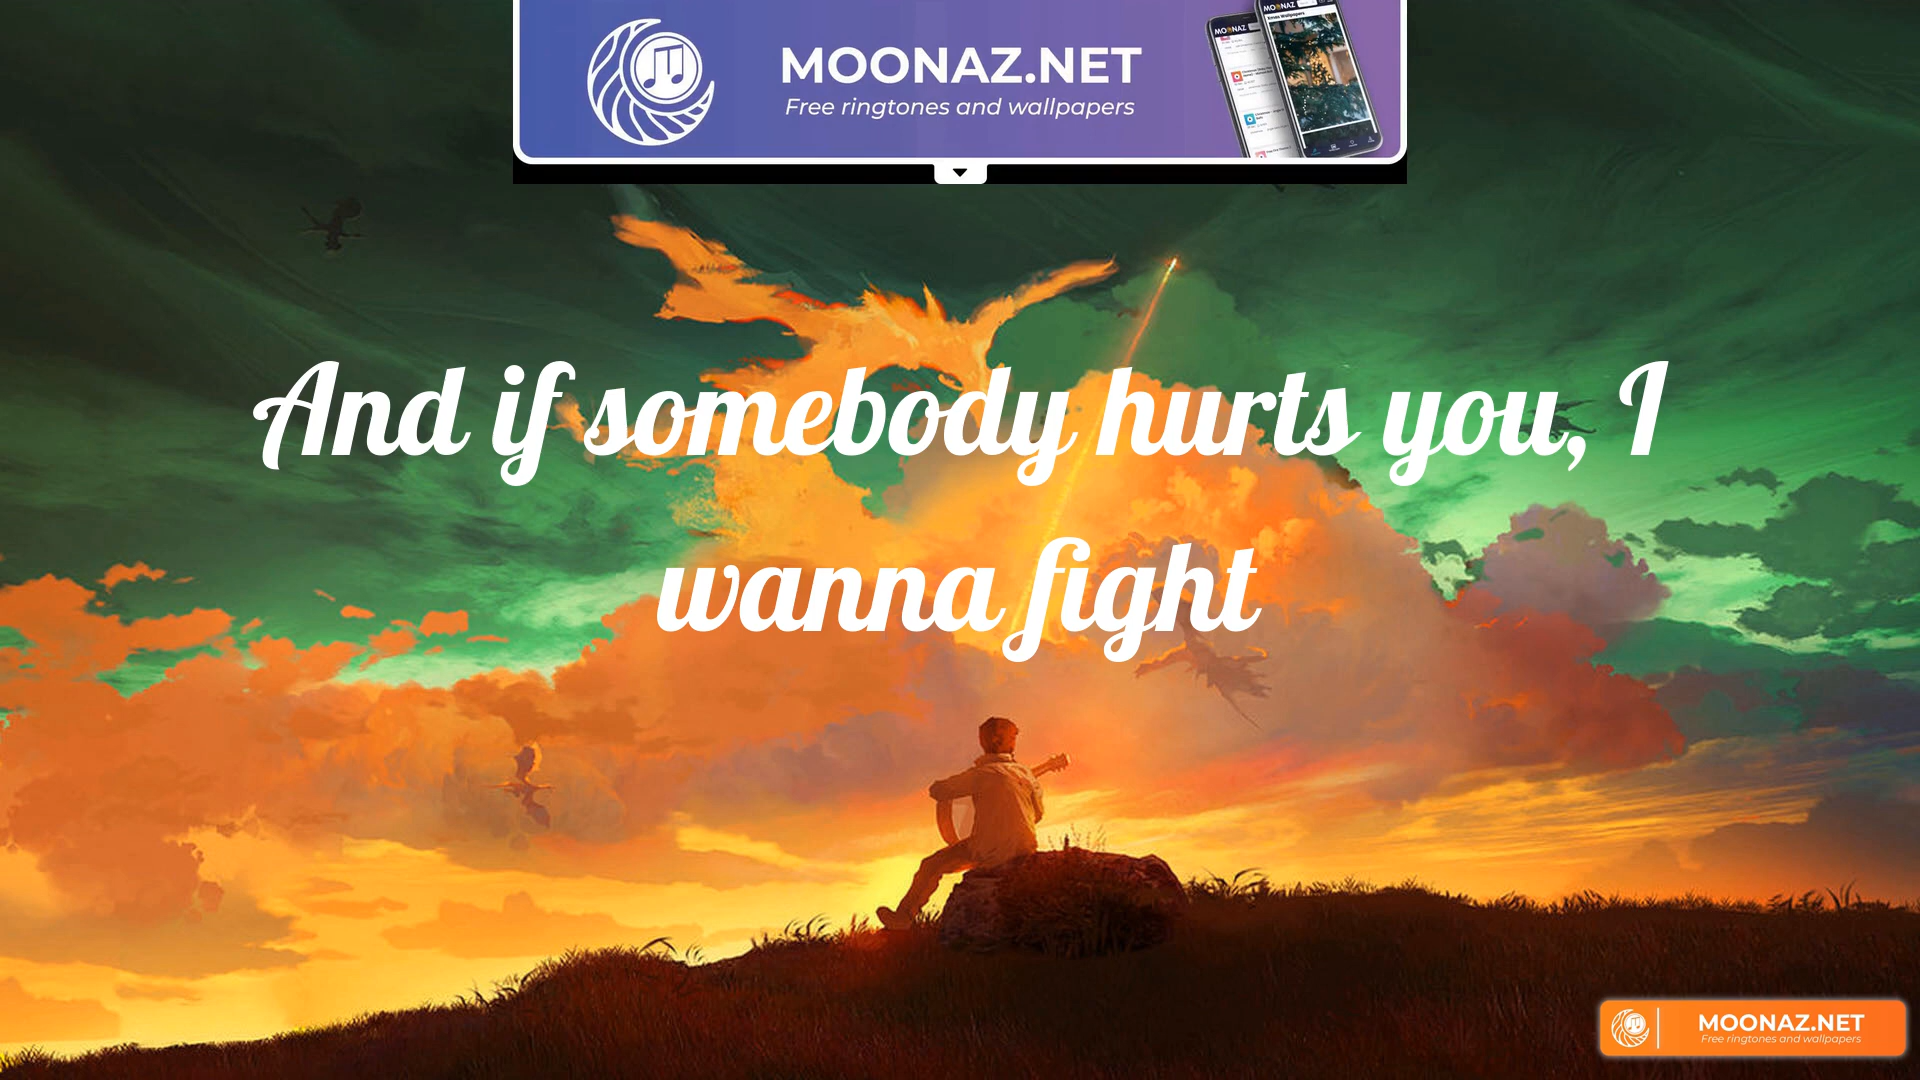 MOONAZ.NET
Free ringtones and wallpapers
And if somebody hurts you, I
wanna fight
MOONAZ.NET
Free ringtones and wallpapers